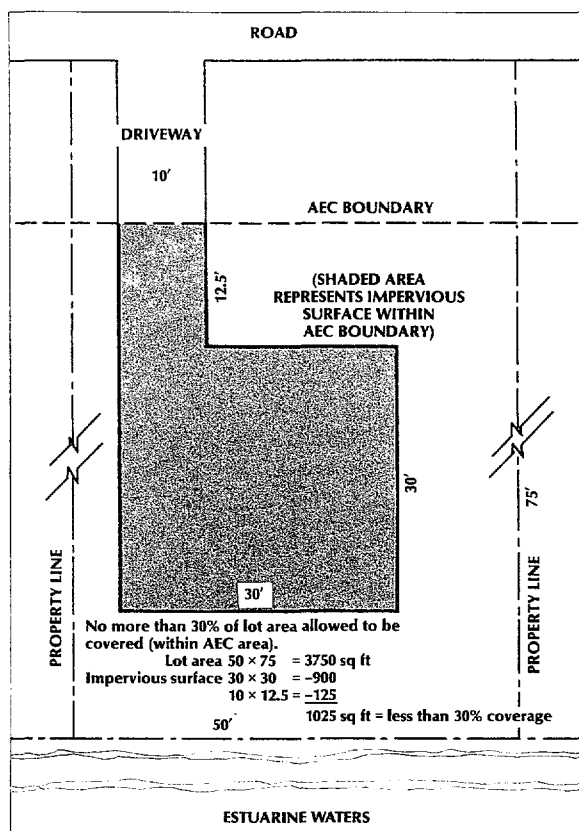 ROAD
DRIVEWAY
10′
AEC BOUNDARY
12.5′
(SHADED AREA
REPRESENTS IMPERVIOUS
SURFACE WITHIN
AEC BOUNDARY)
30′
75′
PROPERTY LINE
PROPERTY LINE
30′
No more than 30% of lot area allowed to be
covered (within AEC area).
Lot area 50 × 75 = 3750 sq ft
Impervious surface 30 × 30 = –900
10 × 12.5 = –125
1025 sq ft = less than 30% coverage
50′
ESTUARINE WATERS